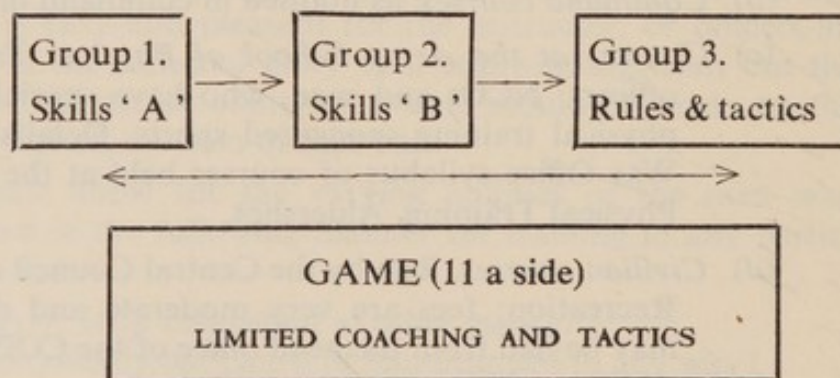 Group 1.
Skills ‘ A ’
Group 2.
Skills ‘ B ’
Group 3.
Rules & tactics
GAME (11 a side)
LIMITED COACHING AND TACTICS